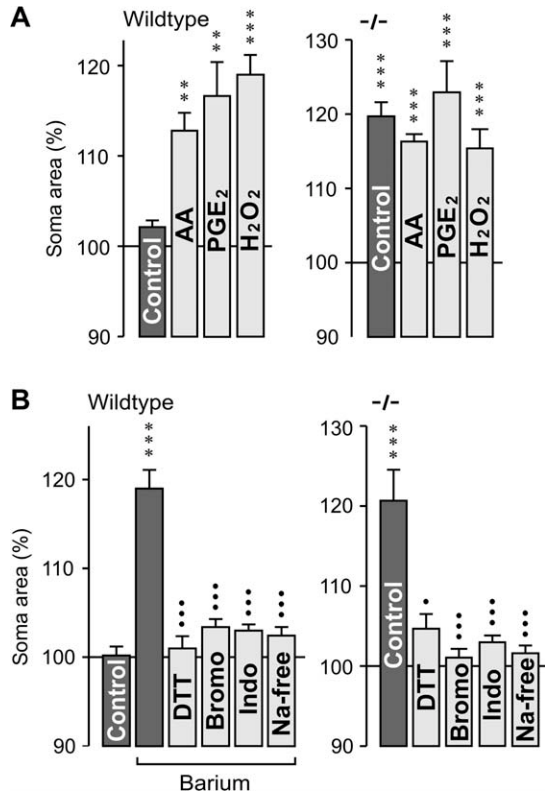 A
Wildtype
Soma area (%)
120
110
100
90
**
**
***
Control
AA
PGE₂
H₂O₂
-/-
130
120
110
100
90
***
***
***
***
Control
AA
PGE₂
H₂O₂
B
Wildtype
Soma area (%)
120
110
100
90
***
•••
•••
•••
•••
Control
DTT
Bromo
Indo
Na-free
Barium
-/-
130
120
110
100
90
***
•
•••
•••
•••
Control
DTT
Bromo
Indo
Na-free